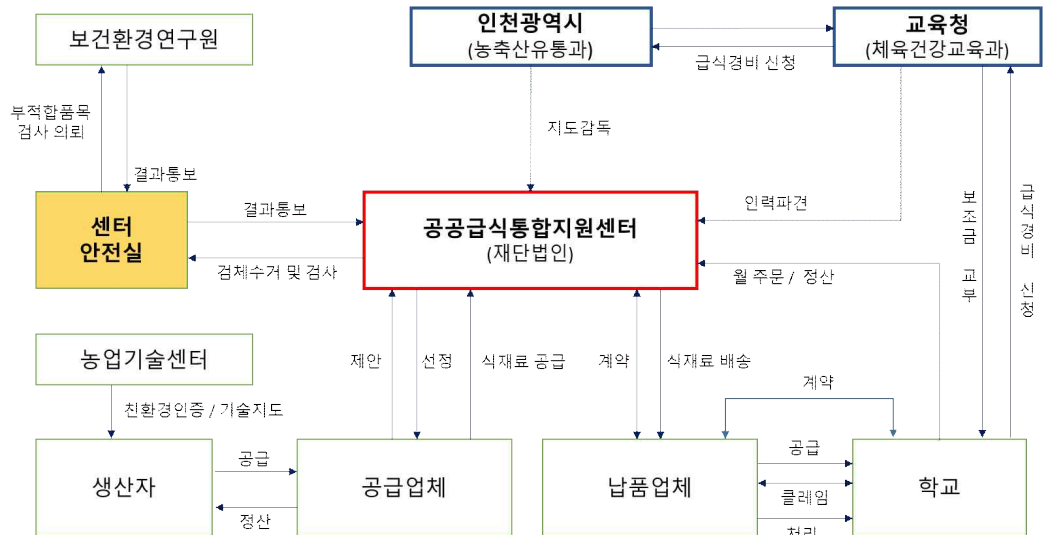 보건환경연구원
인천광역시
(농축산유통과)
교육청
(체육건강교육과)
급식경비 신청
부적합품목
검사 의뢰
지도감독
결과통보
센터
안전실
결과통보
공공급식통합지원센터
(재단법인)
인력파견
보조금 교부
급식경비 신청
검체수거 및 검사
월 주문 / 정산
농업기술센터
제안
선정
식재료 공급
계약
식재료 배송
계약
친환경인증 / 기술지도
생산자
공급
정산
공급업체
납품업체
공급
클레임
처리
학교